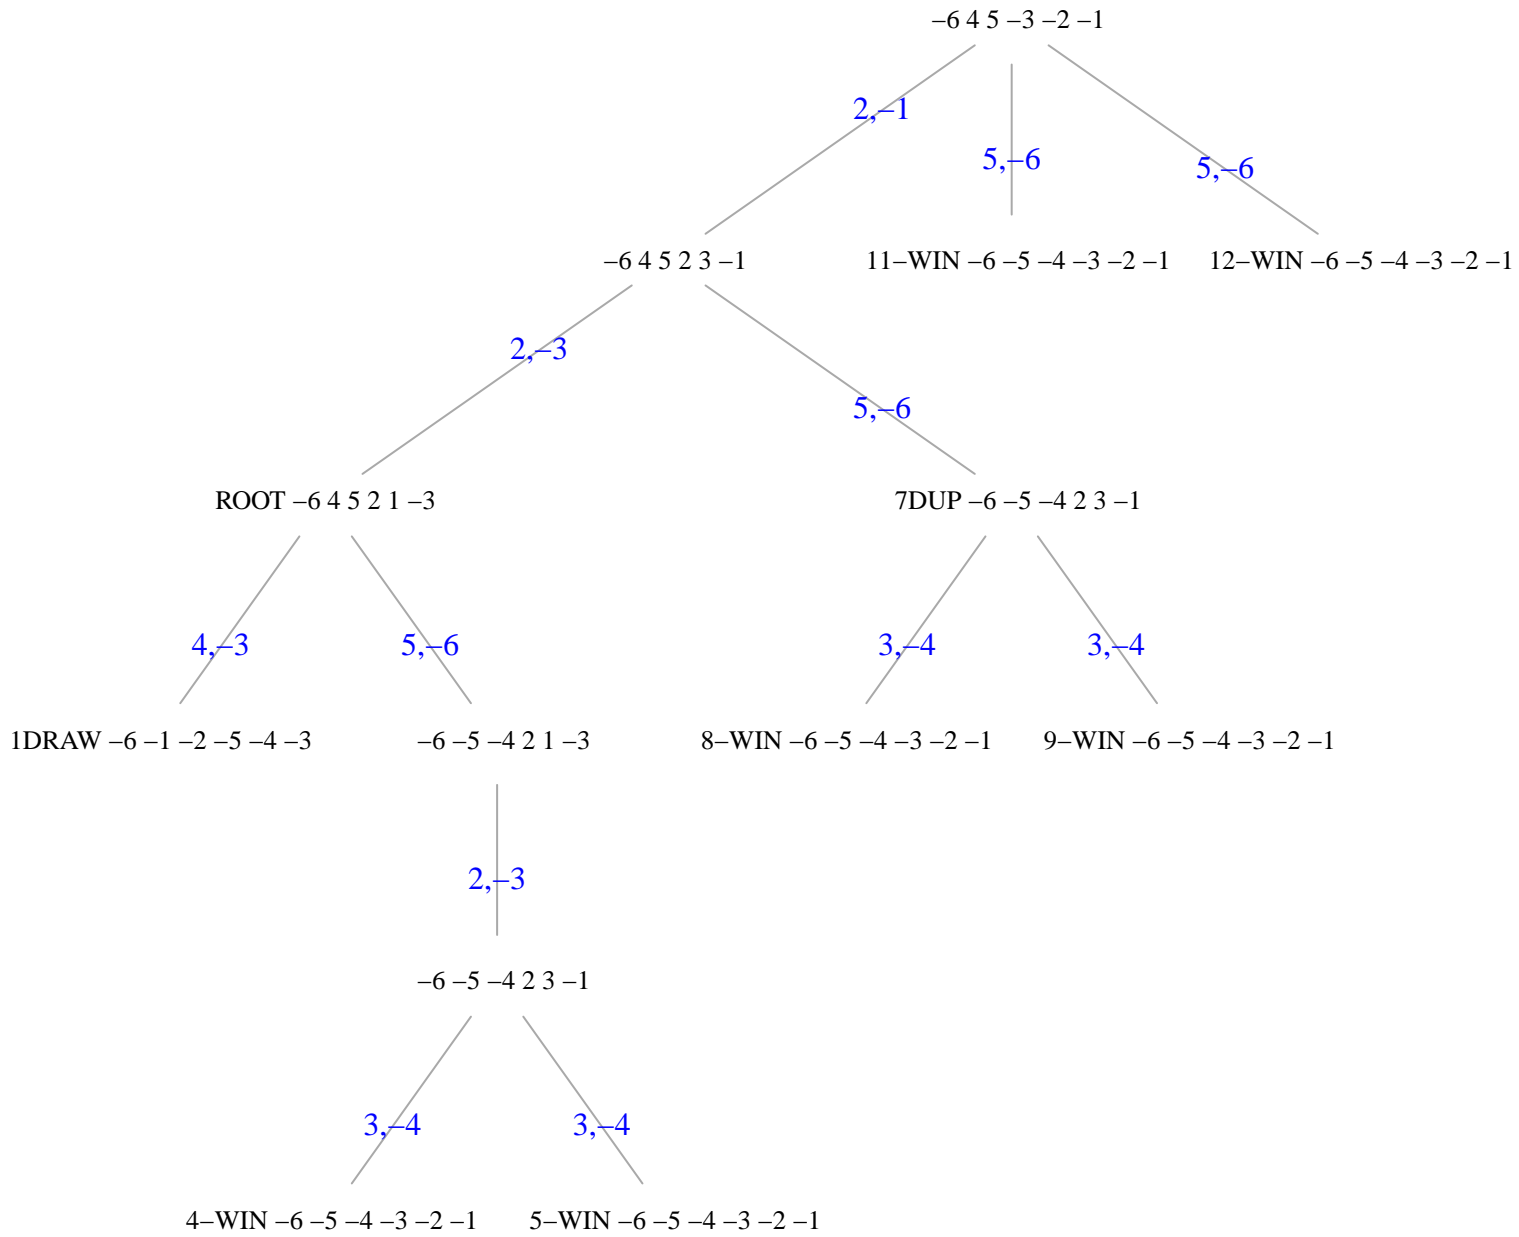 –6 4 5 –3 –2 –1
2,–1
5,–6
5,–6
–6 4 5 2 3 –1
11–WIN –6 –5 –4 –3 –2 –1
12–WIN –6 –5 –4 –3 –2 –1
2,–3
5,–6
ROOT –6 4 5 2 1 –3
7DUP –6 –5 –4 2 3 –1
4,–3
5,–6
3,–4
3,–4
1DRAW –6 –1 –2 –5 –4 –3
–6 –5 –4 2 1 –3
8–WIN –6 –5 –4 –3 –2 –1
9–WIN –6 –5 –4 –3 –2 –1
2,–3
–6 –5 –4 2 3 –1
3,–4
3,–4
4–WIN –6 –5 –4 –3 –2 –1
5–WIN –6 –5 –4 –3 –2 –1